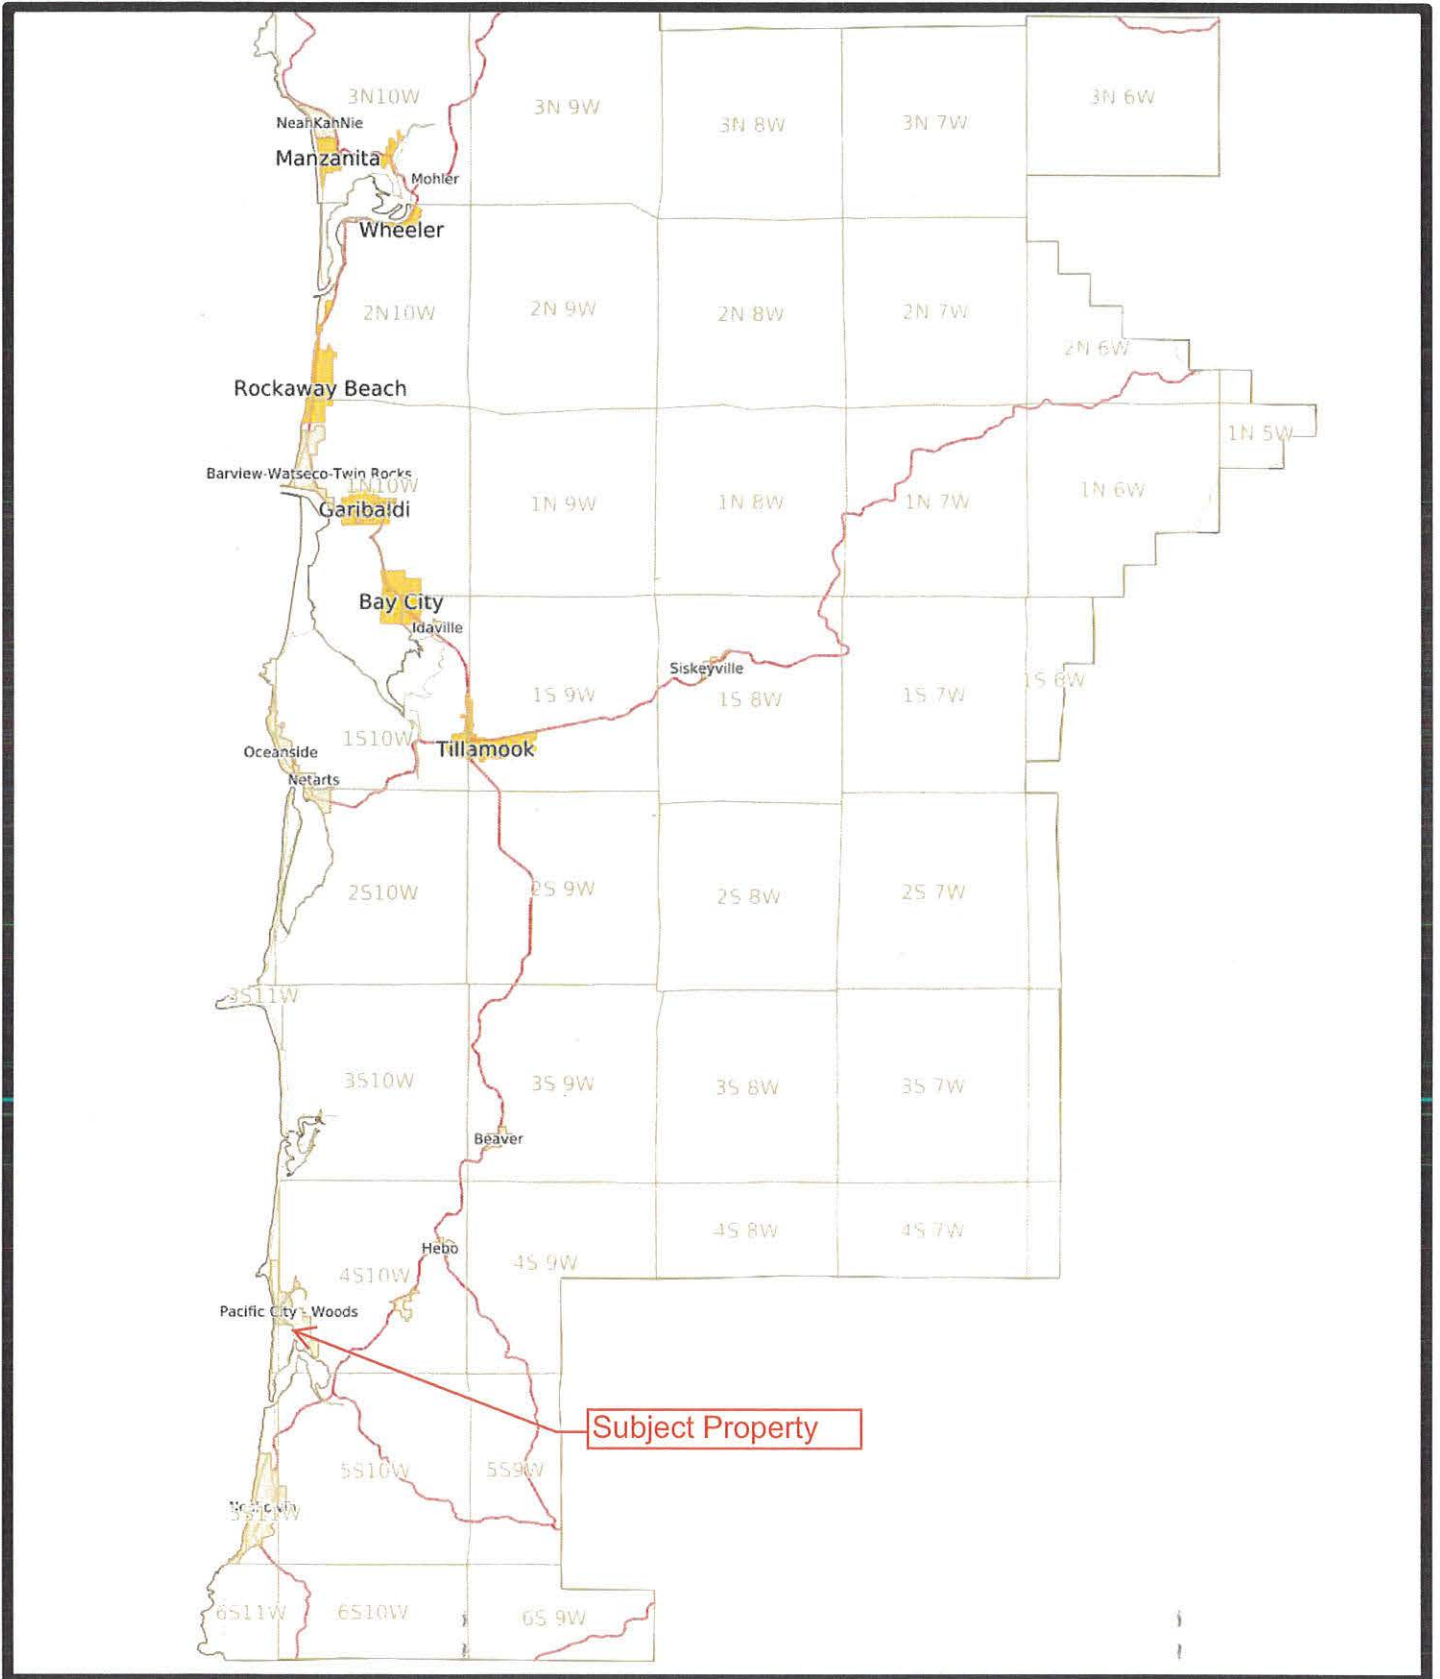 3N10W
3N 9W
3N 8W
3N 7W
3N 6W
NeahKahNie
Manzanita
Mohler
Wheeler
2N10W
2N 9W
2N 8W
2N 7W
2N 6W
Rockaway Beach
1N 5W
Barview-Watseco-Twin Rocks
1N10W
1N 9W
1N 8W
1N 7W
1N 6W
Garibaldi
Bay City
Idaville
Siskeyville
1S 9W
1S 8W
1S 7W
1S 6W
1S10W
Oceanside
Tillamook
Netarts
2S10W
2S 9W
2S 8W
2S 7W
3S11W
3S10W
3S 9W
3S 8W
3S 7W
Beaver
4S 8W
4S 7W
Hebo
4S10W
4S 9W
Pacific City - Woods
Subject Property
5S10W
5S9W
6S11W
6S10W
6S 9W